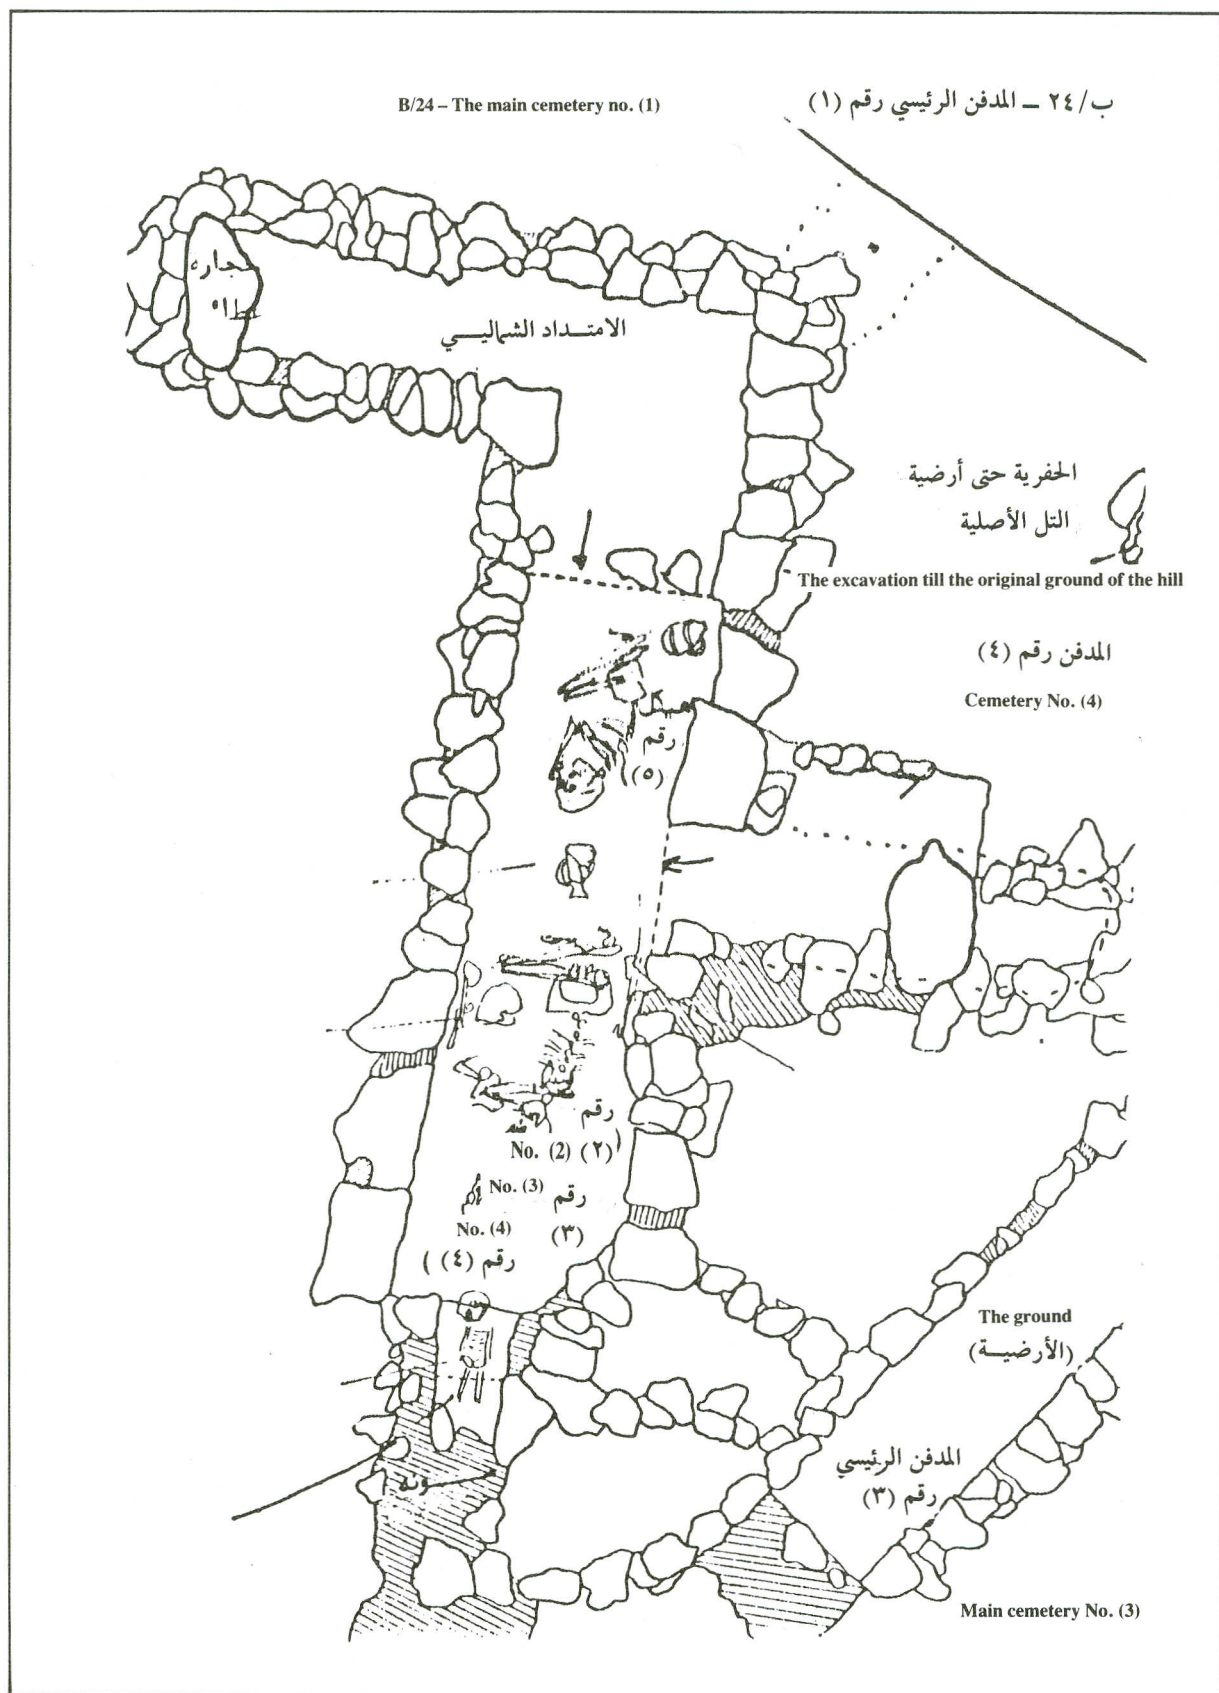 B/24 – The main cemetery no. (1)
ب/٢٤ ــ المدفن الرئيسي رقم (١)
الامتداد الشمالي
الحفرية حتى أرضية
التل الأصلية
The excavation till the original ground of the hill
المدفن رقم (٤)
Cemetery No. (4)
رقم
(٥)
رقم
No. (2) (٢)
No. (3) رقم
(٣)
No. (4)
رقم (٤)
The ground
(الأرضية)
المدفن الرئيسي
رقم (٣)
Main cemetery No. (3)